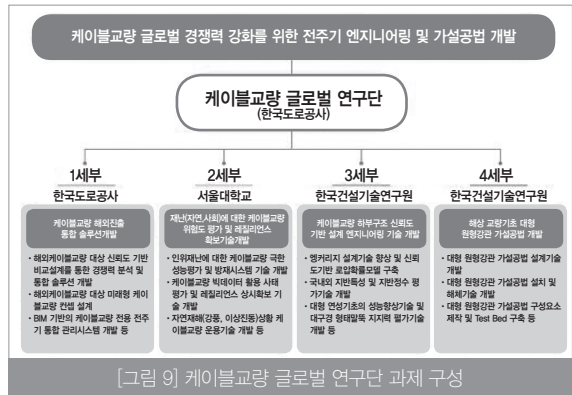 케이블교량 글로벌 경쟁력 강화를 위한 전주기 엔지니어링 및 가설공법 개발
케이블교량 글로벌 연구단
(한국도로공사)
1세부
한국도로공사
케이블교량 해외진출
통합 솔루션개발
• 해외케이블교량 대상 신뢰도 기반
비교설계를 통한 경쟁력 분석 및
통합 솔루션 개발
• 해외케이블교량 대상 미래형 케이
블교량 컨셉 설계
• BIM 기반의 케이블교량 전용 전주
기 통합 관리시스템 개발 등
2세부
서울대학교
재난(자연,사회)에 대한 케이블교량
위험도 평가 및 레질리언스
확보기술개발
• 인위재난에 대한 케이블교량 극한
성능평가 및 방재시스템 기술 개발
• 케이블교량 빅데이터 활용 사태
평가 및 레질리언스 상시확보 기
술 개발
• 자연재해(강풍, 이상진동)상황 케
이블교량 운용기술 개발 등
3세부
한국건설기술연구원
케이블교량 하부구조 신뢰도
기반 설계 엔지니어링 기술 개발
• 앵커리지 설계기술 향상 및 신뢰
도기반 로압확률모델 구축
• 국내외 지반특성 및 지반정수 평
가기술 개발
• 대형 연성기초의 성능향상기술 및
대구경 형태말뚝 지지력 평가기술
개발 등
4세부
한국건설기술연구원
해상 교량기초 대형
원형강관 가설공법 개발
• 대형 원형강관 가설공법 설계기술
개발
• 대형 원형강관 가설공법 설치 및
해체기술 개발
• 대형 원형강관 가설공법 구성요소
제작 및 Test Bed 구축 등
[그림 9] 케이블교량 글로벌 연구단 과제 구성